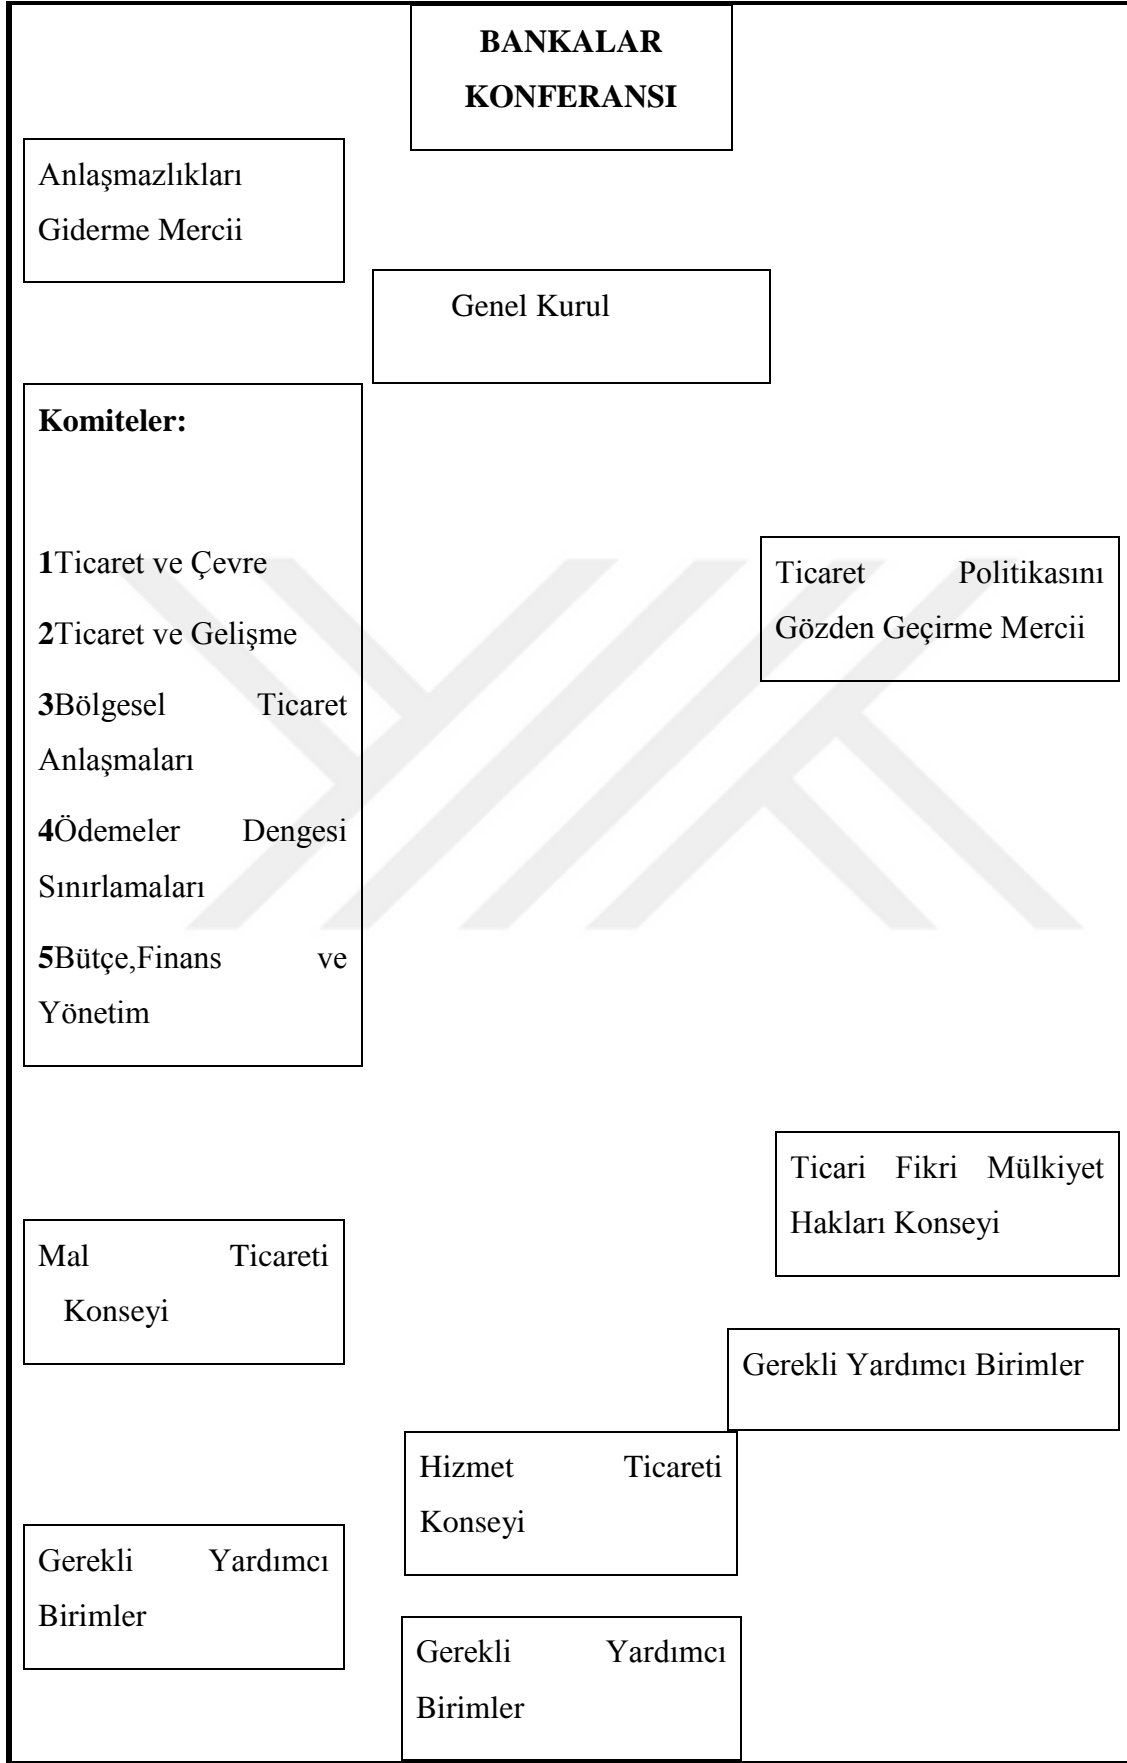 BANKALAR
KONFERANSI
Anlaşmazlıkları
Giderme Mercii
Genel Kurul
Komiteler:
1Ticaret ve Çevre
2Ticaret ve Gelişme
3Bölgesel Ticaret
Anlaşmaları
4Ödemeler Dengesi
Sınırlamaları
5Bütçe,Finans ve
Yönetim
Ticaret Politikasını
Gözden Geçirme Mercii
Ticari Fikri Mülkiyet
Hakları Konseyi
Mal Ticareti
Konseyi
Gerekli Yardımcı Birimler
Hizmet Ticareti
Konseyi
Gerekli Yardımcı
Birimler
Gerekli Yardımcı
Birimler